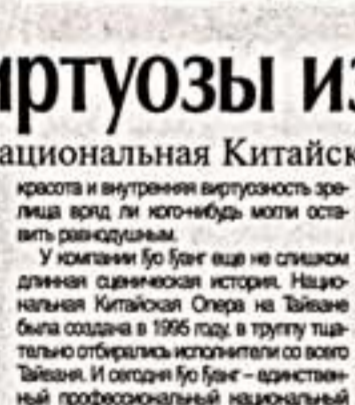 иртуозы из
ациональная Китайск
красота и внутренняя виртуозность зре-
лища вряд ли кого-нибудь могли оста-
вить равнодушным.
У компании Гуо Гуанг еще не слишком
длинная сценическая история. Нацио-
нальная Китайская Опера на Тайване
была создана в 1995 году, в труппу тща-
тельно отбирались исполнители со всего
Тайваня. И сегодня Гуо Гуанг – единствен-
ный профессиональный национальный